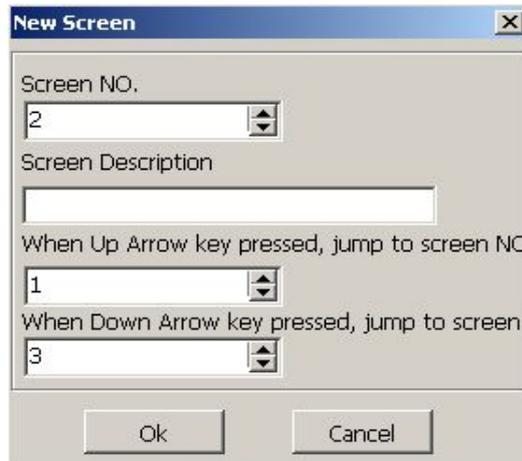 New Screen
Screen NO.
2
Screen Description
When Up Arrow key pressed, jump to screen NO
1
When Down Arrow key pressed, jump to screen
3
Ok Cancel